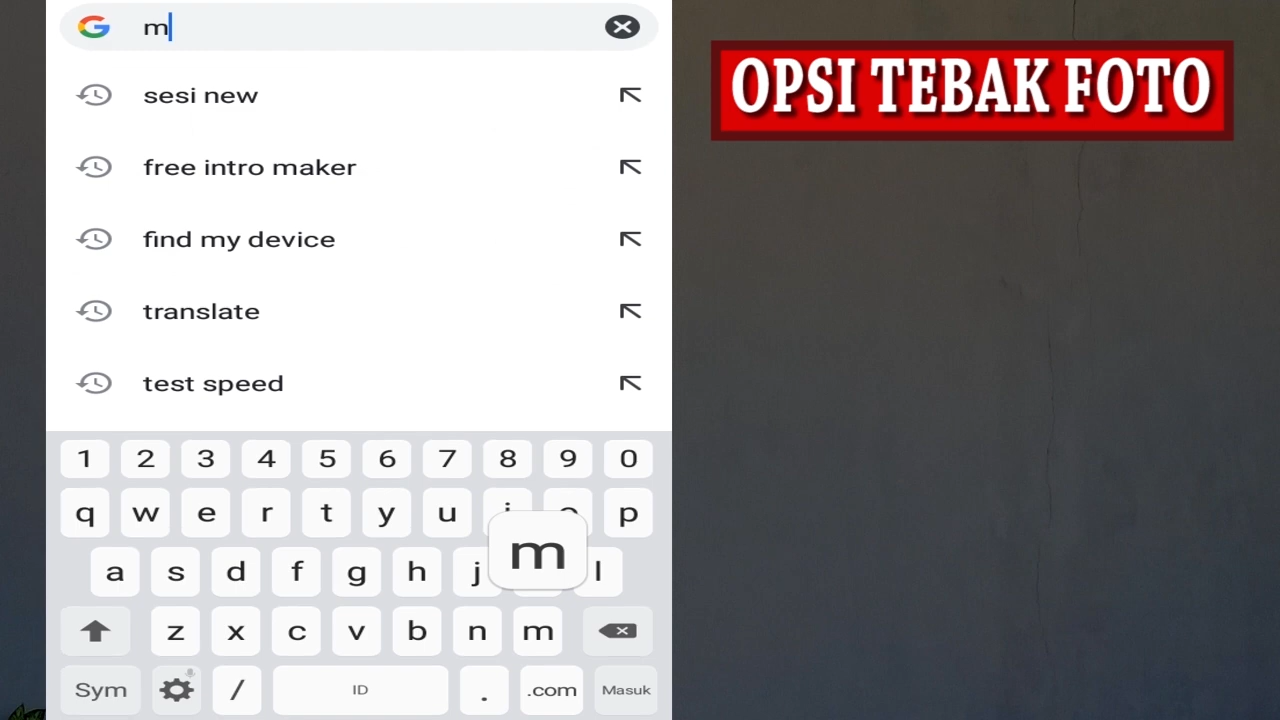 m
OPSI TEBAK FOTO
sesi new
free intro maker
find my device
translate
test speed
1 2 3 4 5 6 7 8 9 0
q w e r t y u i o p
a s d f g h j m l
z x c v b n m
Sym / ID . .com Masuk